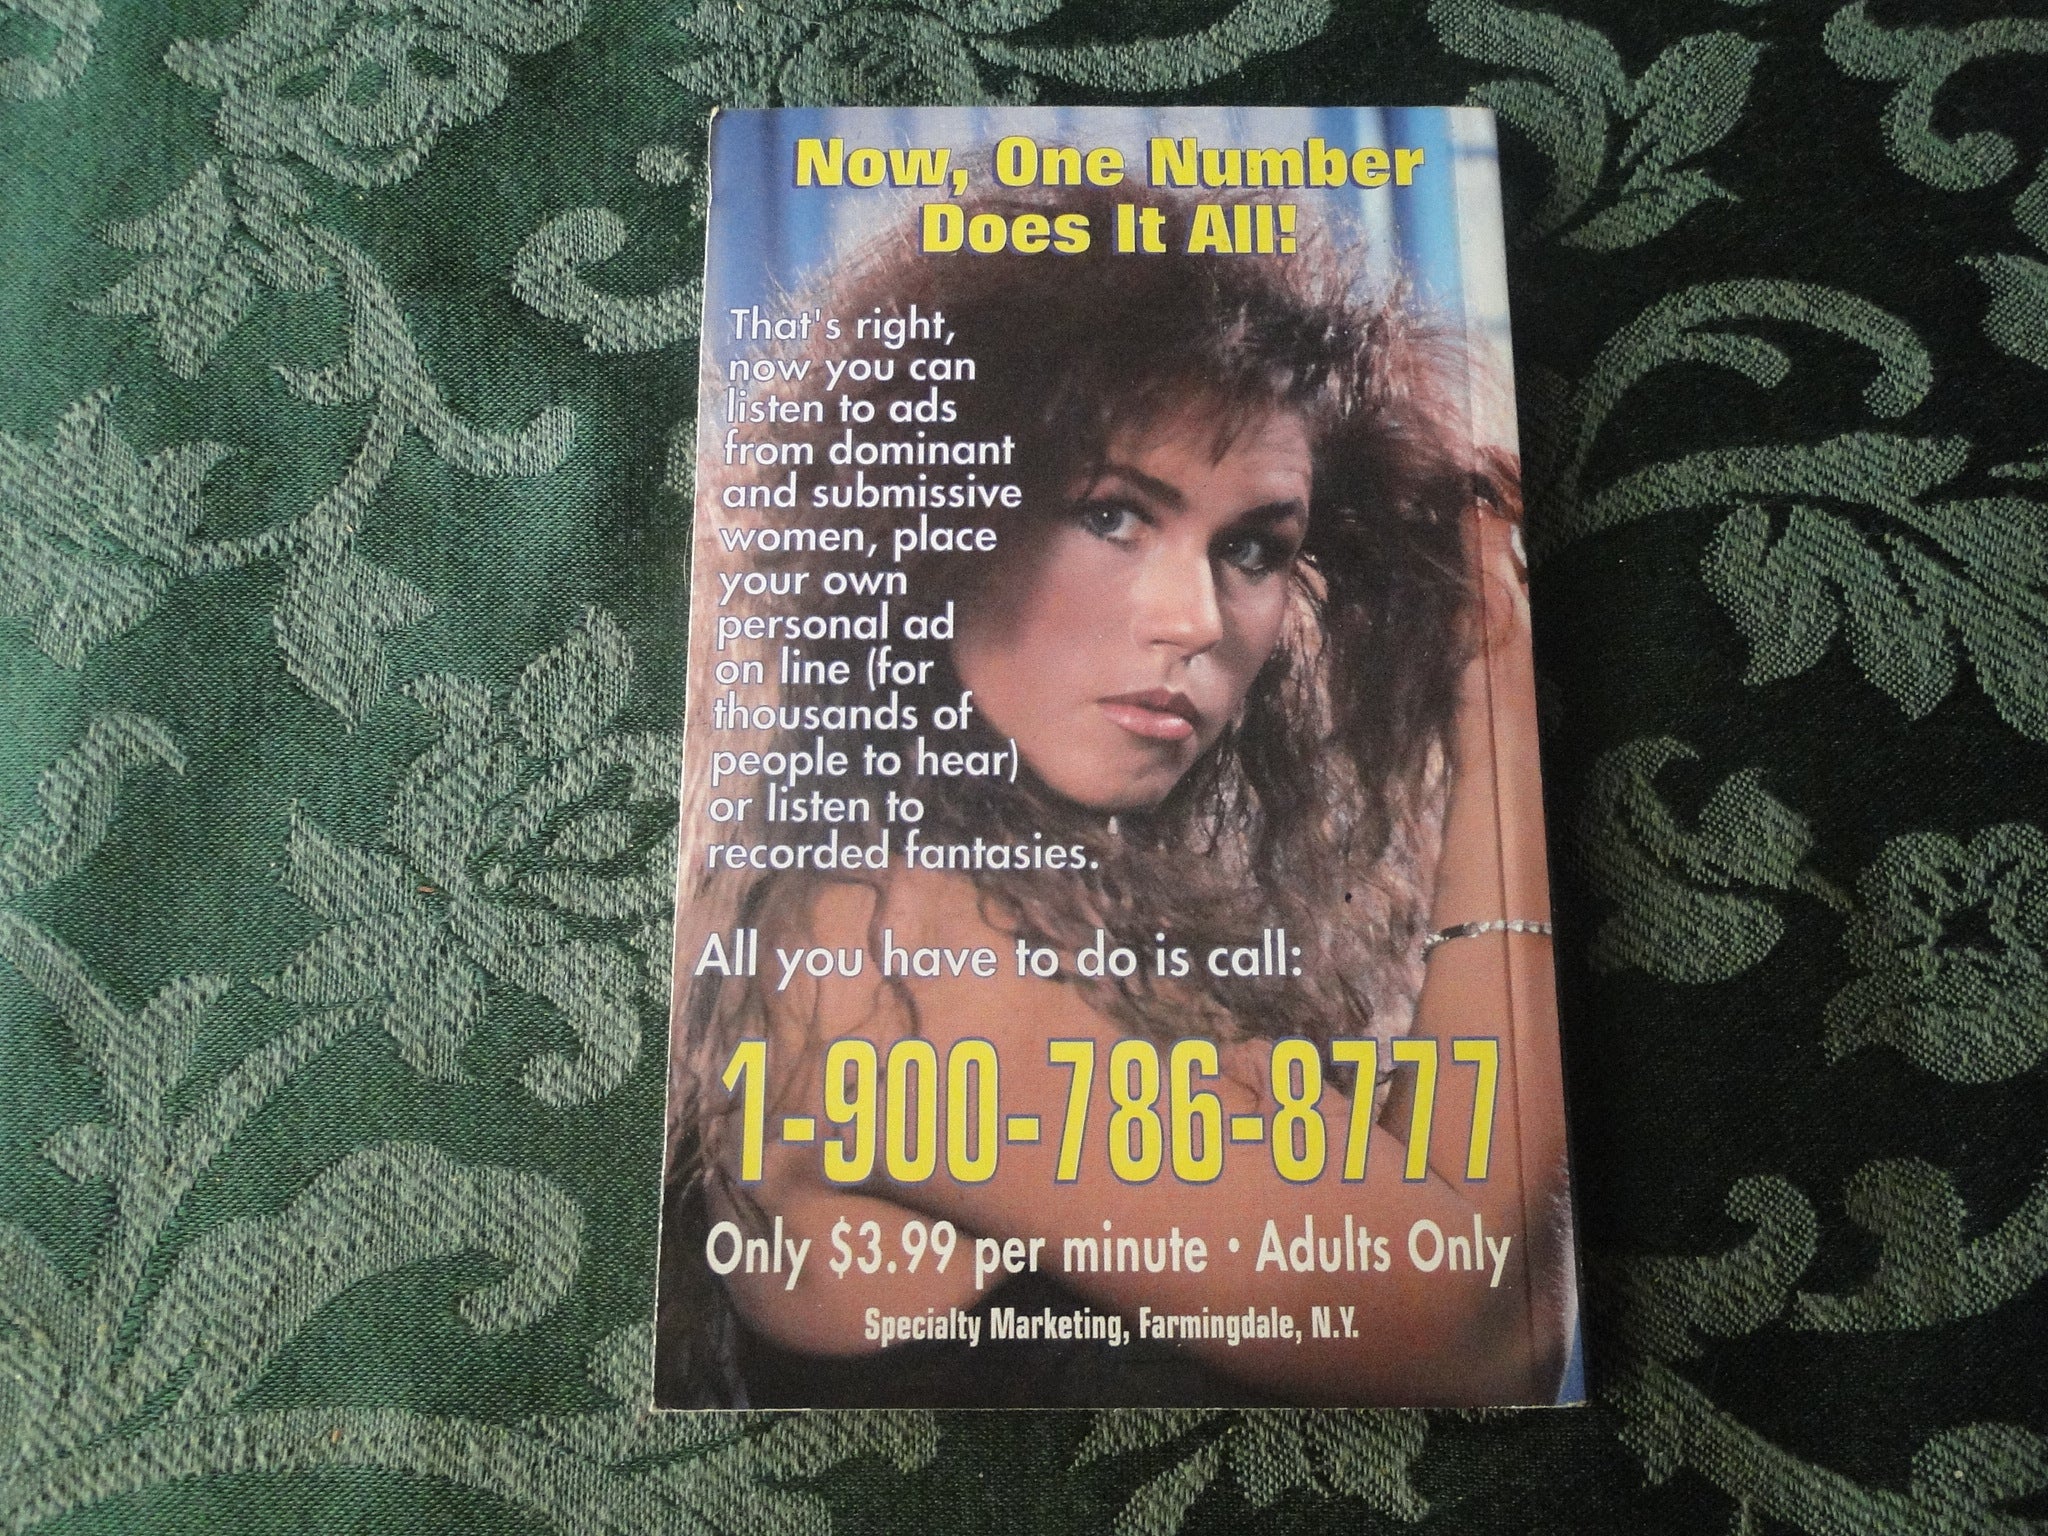 Now, One Number
Does It All!
That's right,
now you can
listen to ads
from dominant
and submissive
women, place
your own
personal ad
on line (for
thousands of
people to hear)
or listen to
recorded fantasies.
All you have to do is call:
1-900-786-8777
Only $3.99 per minute • Adults Only
Specialty Marketing, Farmingdale, N.Y.